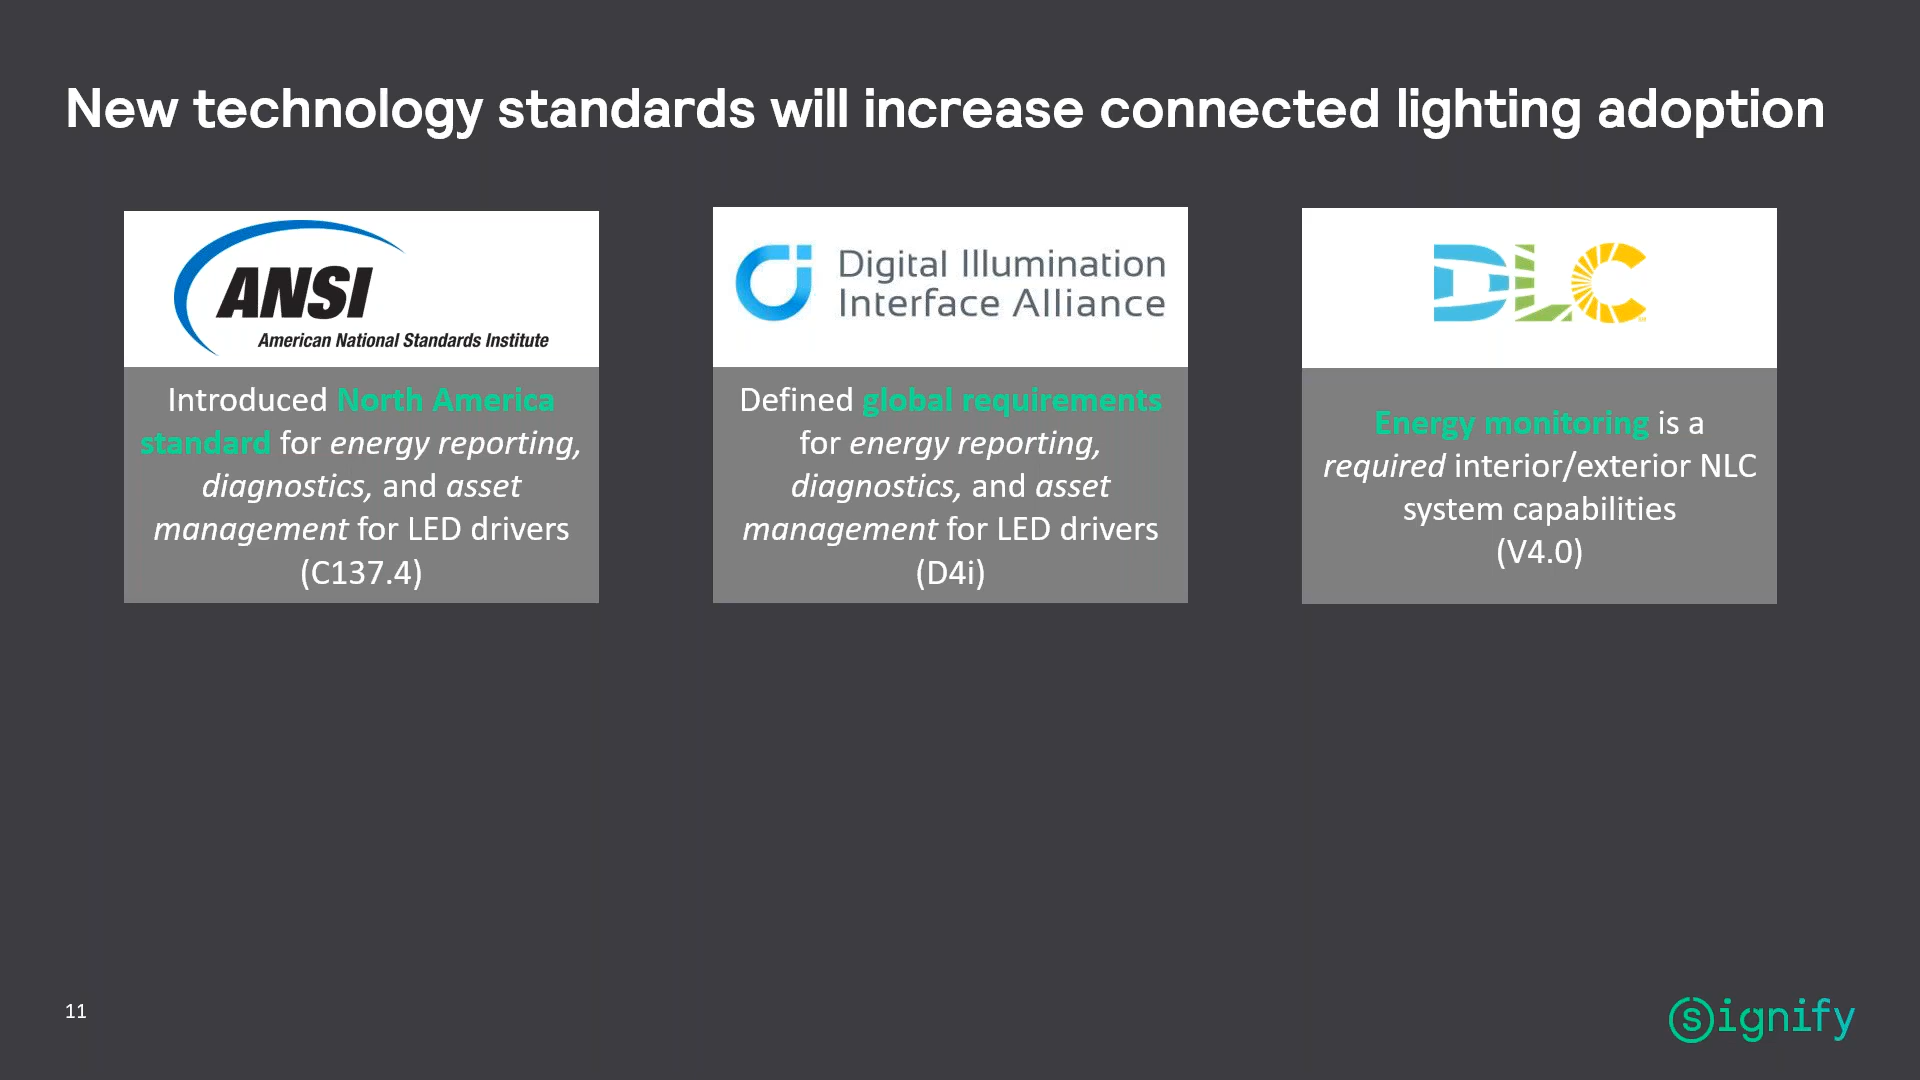 New technology standards will increase connected lighting adoption
ANSI
American National Standards Institute
Introduced North America
standard for energy reporting,
diagnostics, and asset
management for LED drivers
(C137.4)
Digital Illumination
Interface Alliance
Defined global requirements
for energy reporting,
diagnostics, and asset
management for LED drivers
(D4i)
DLC
Energy monitoring is a
required interior/exterior NLC
system capabilities
(V4.0)
11
signify